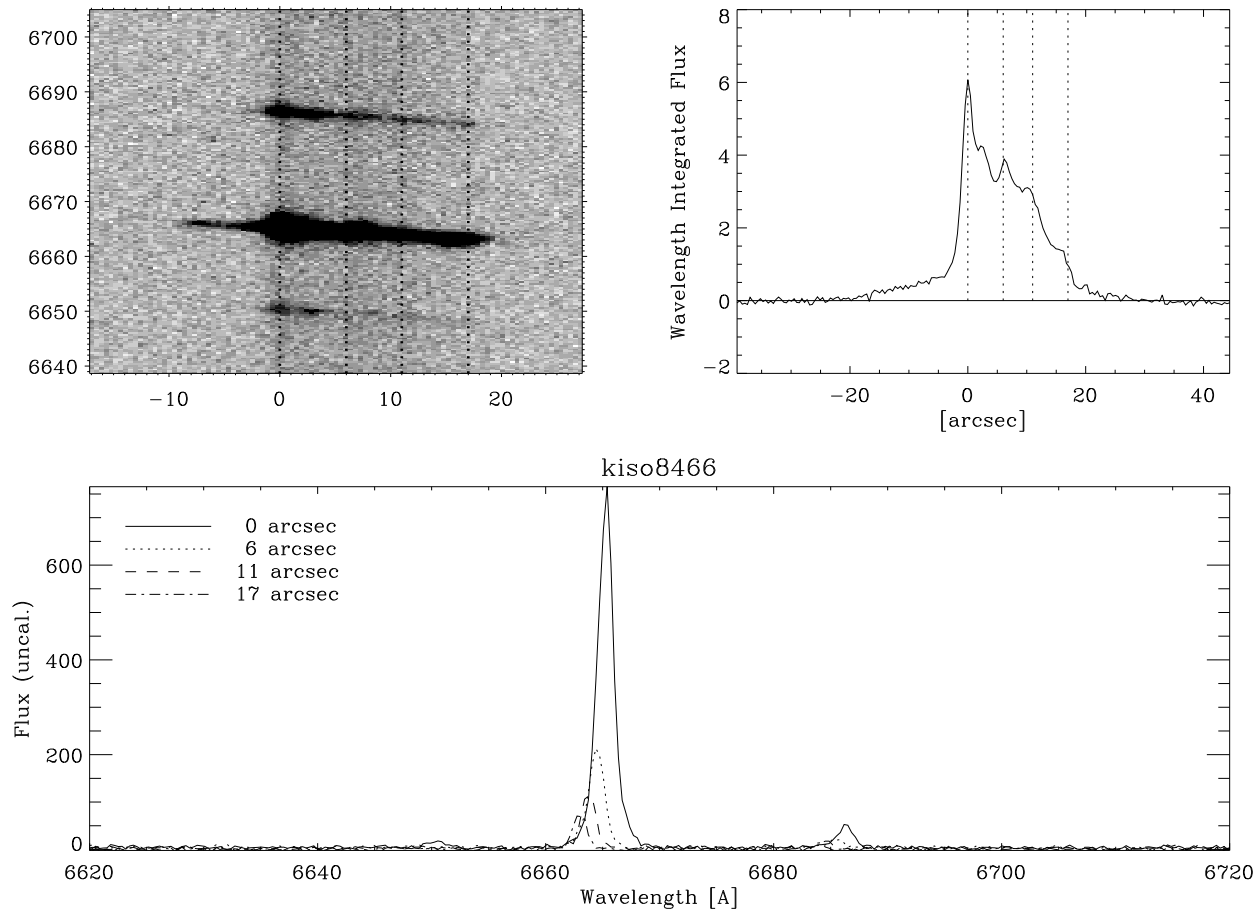 6700
6690
6680
6670
6660
6650
6640
−10 0 10 20
Wavelength Integrated Flux
8
6
4
2
0
−2
−20 0 20 40
[arcsec]
kiso8466
0 arcsec
6 arcsec
11 arcsec
17 arcsec
Flux (uncal.)
600
400
200
0
6620 6640 6660 6680 6700 6720
Wavelength [A]